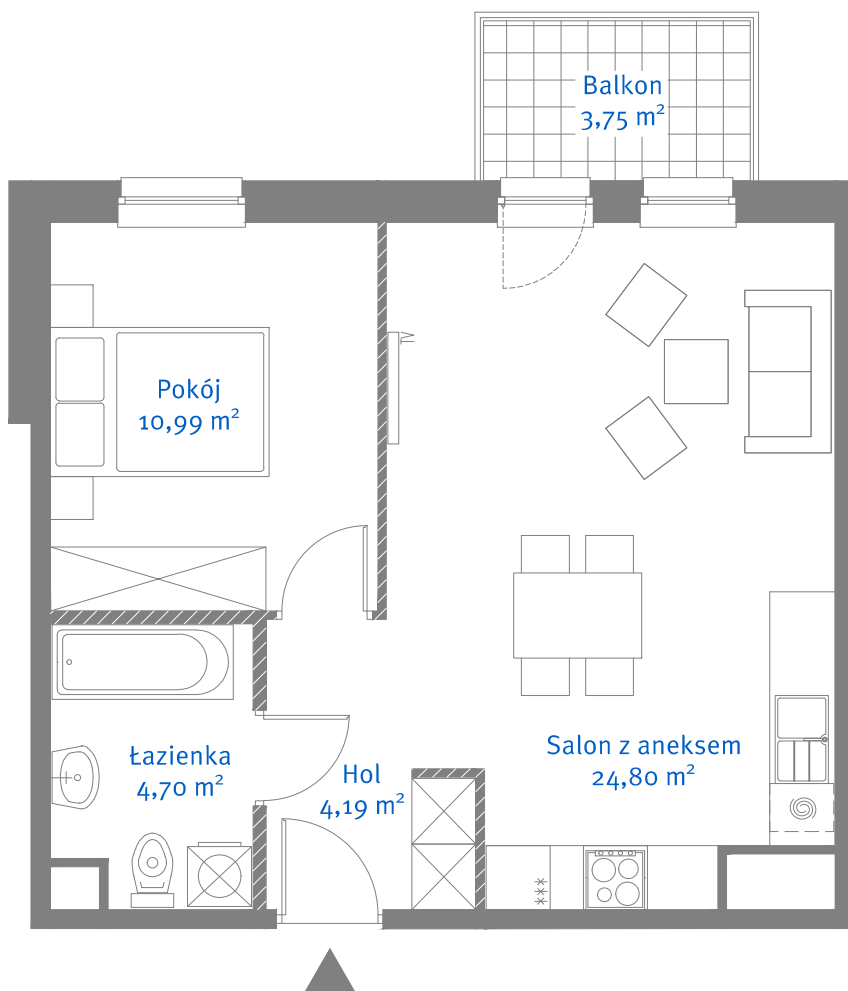 Balkon
3,75 m²
Pokój
10,99 m²
Łazienka
4,70 m²
Hol
4,19 m²
Salon z aneksem
24,80 m²